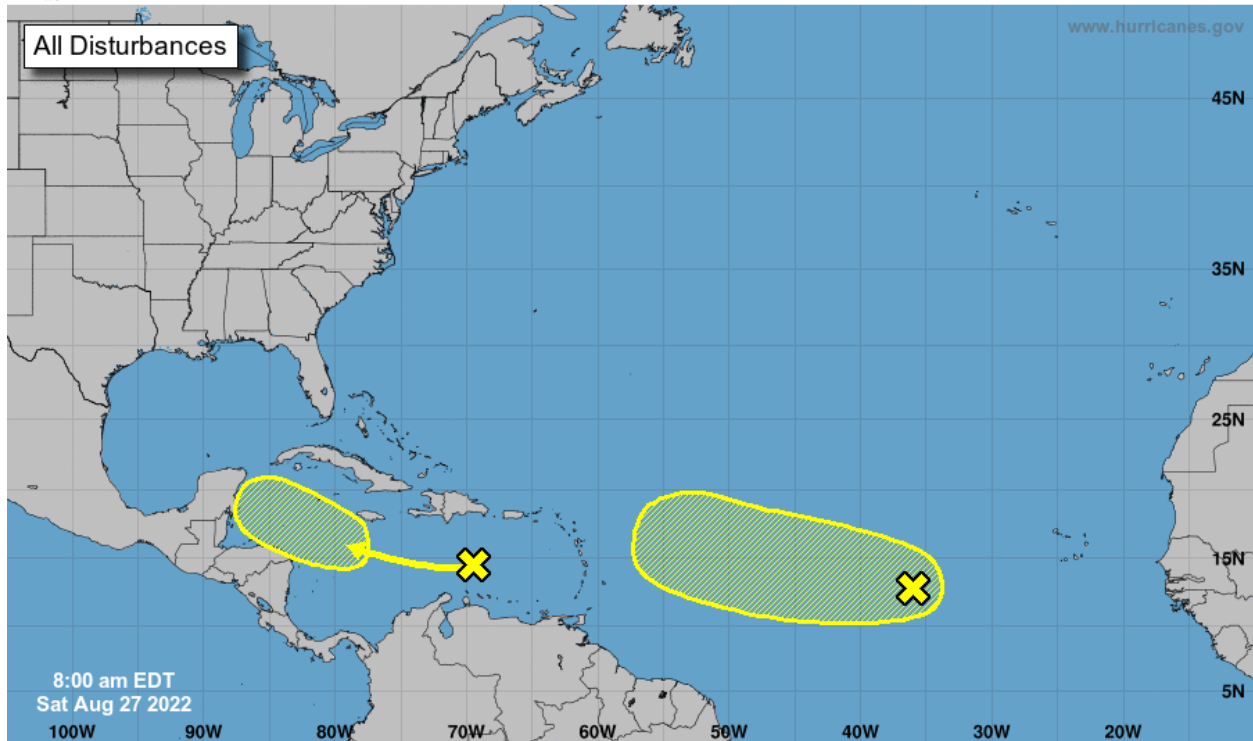 All Disturbances
www.hurricanes.gov
45N
35N
25N
15N
5N
8:00 am EDT
Sat Aug 27 2022
100W 90W 80W 70W 60W 50W 40W 30W 20W